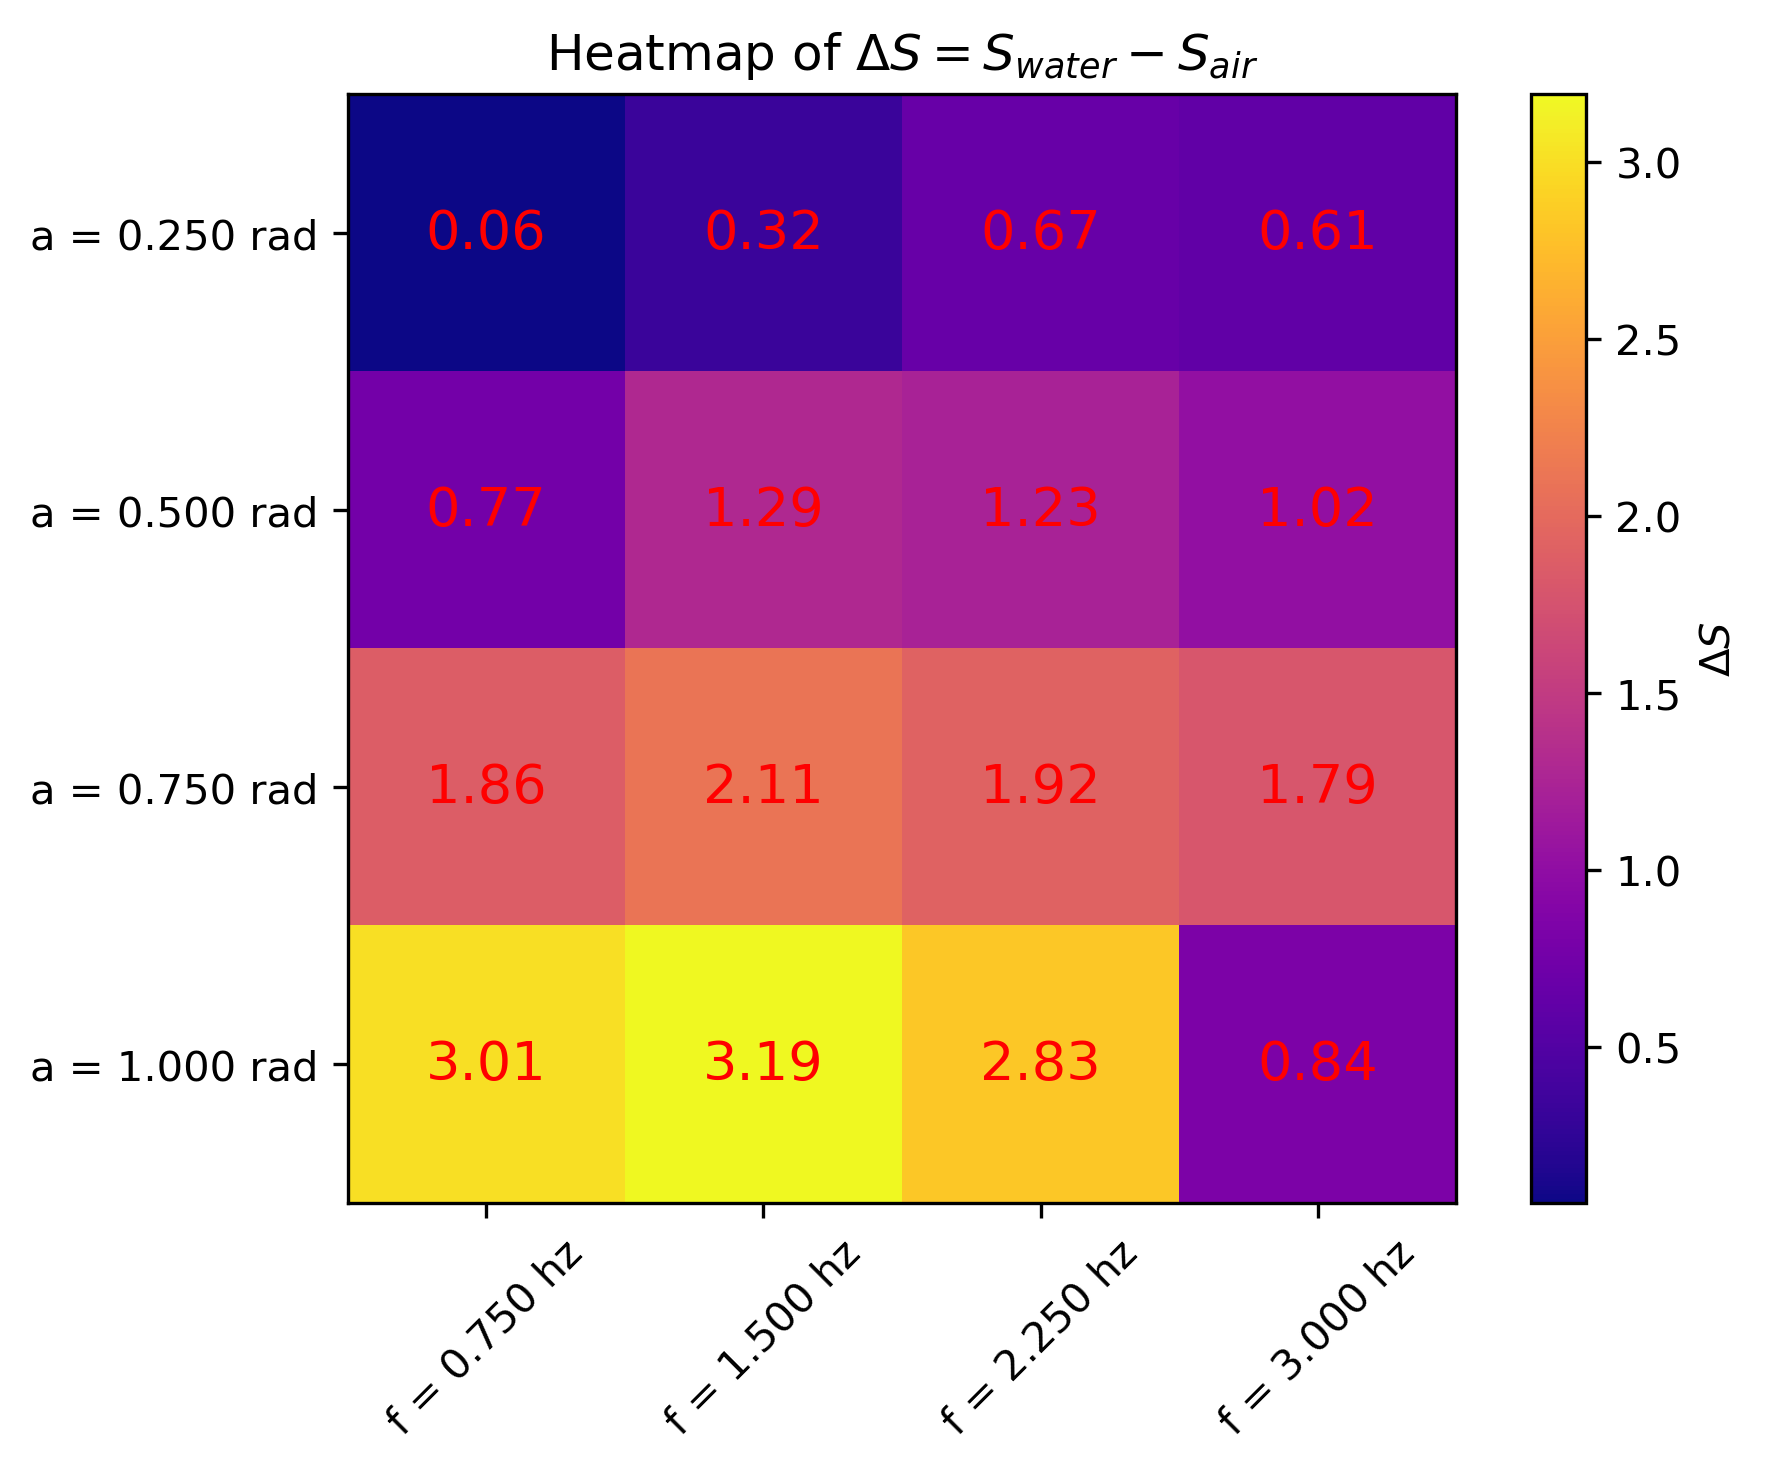 Heatmap of ΔS = S_water − S_air
a = 0.250 rad
0.06 0.32 0.67 0.61
a = 0.500 rad
0.77 1.29 1.23 1.02
a = 0.750 rad
1.86 2.11 1.92 1.79
a = 1.000 rad
3.01 3.19 2.83 0.84
f = 0.750 hz
f = 1.500 hz
f = 2.250 hz
f = 3.000 hz
3.0
2.5
2.0
1.5
1.0
0.5
ΔS